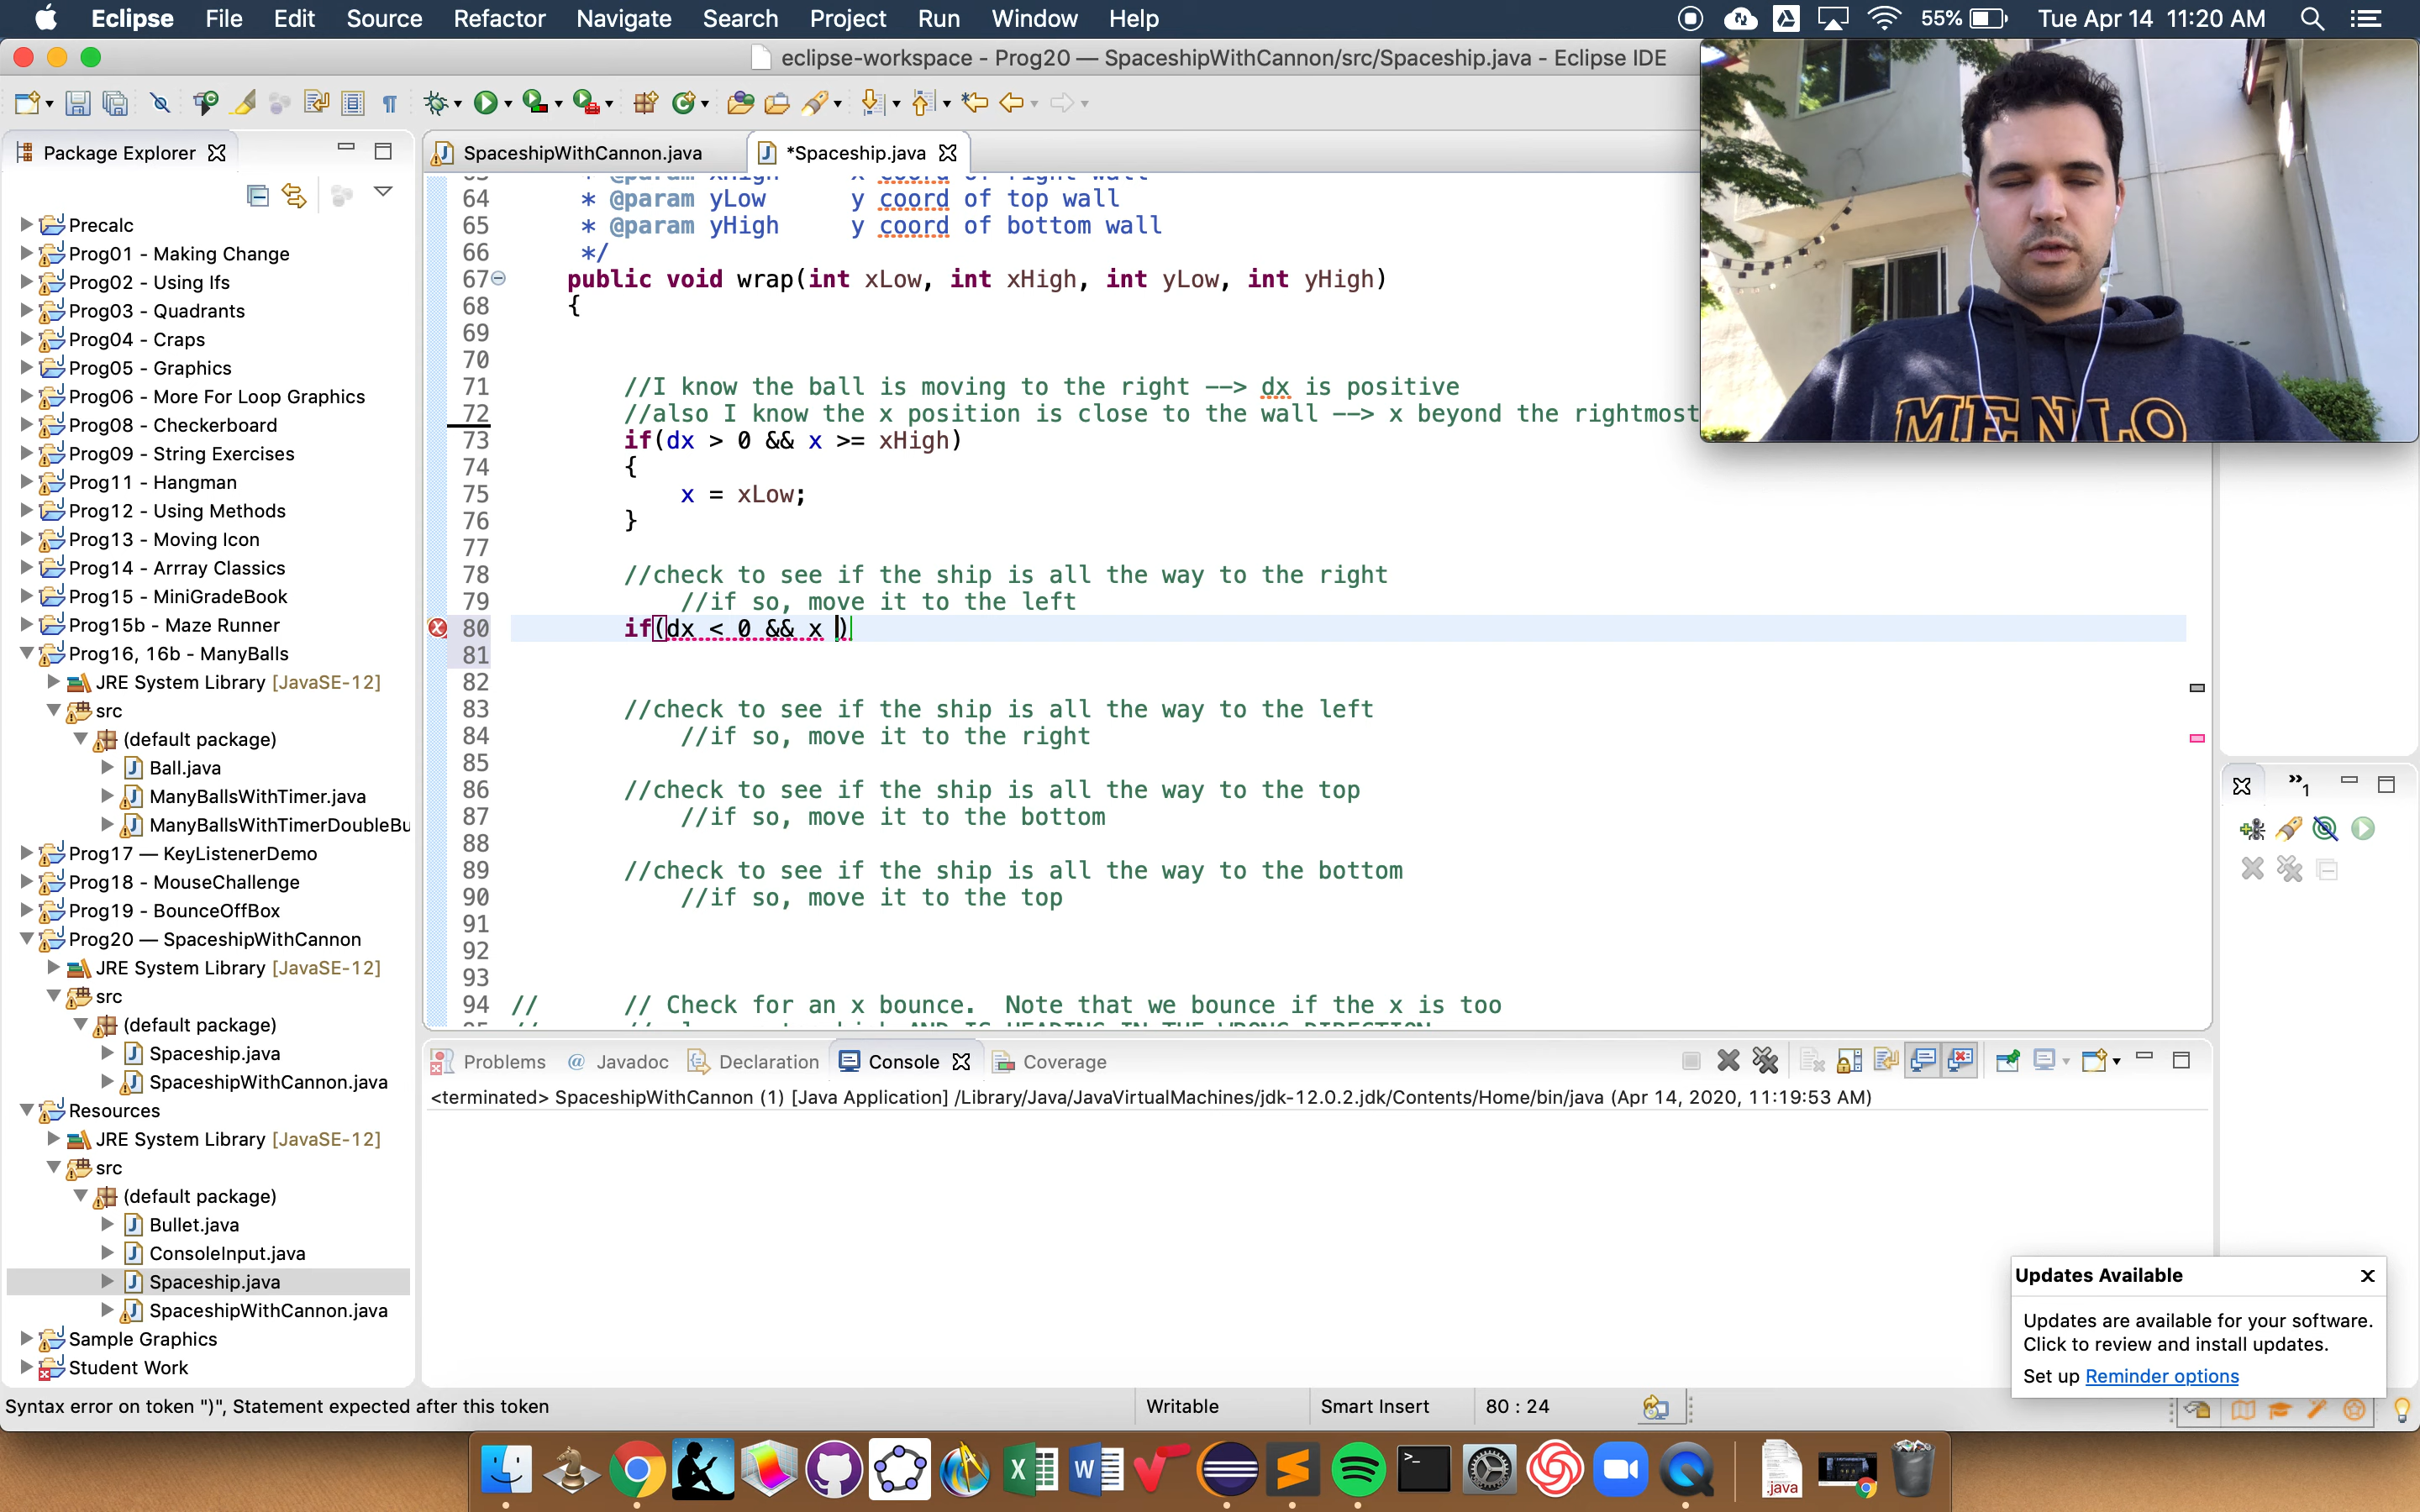 Eclipse File Edit Source Refactor Navigate Search Project Run Window Help 55% Tue Apr 14 11:20 AM
eclipse-workspace - Prog20 — SpaceshipWithCannon/src/Spaceship.java - Eclipse IDE
Package Explorer
SpaceshipWithCannon.java
*Spaceship.java
Precalc
Prog01 - Making Change
Prog02 - Using Ifs
Prog03 - Quadrants
Prog04 - Craps
Prog05 - Graphics
Prog06 - More For Loop Graphics
Prog08 - Checkerboard
Prog09 - String Exercises
Prog11 - Hangman
Prog12 - Using Methods
Prog13 - Moving Icon
Prog14 - Arrray Classics
Prog15 - MiniGradeBook
Prog15b - Maze Runner
Prog16, 16b - ManyBalls
JRE System Library [JavaSE-12]
src
(default package)
Ball.java
ManyBallsWithTimer.java
ManyBallsWithTimerDoubleBu
Prog17 — KeyListenerDemo
Prog18 - MouseChallenge
Prog19 - BounceOffBox
Prog20 — SpaceshipWithCannon
JRE System Library [JavaSE-12]
src
(default package)
Spaceship.java
SpaceshipWithCannon.java
Resources
JRE System Library [JavaSE-12]
src
(default package)
Bullet.java
ConsoleInput.java
Spaceship.java
SpaceshipWithCannon.java
Sample Graphics
Student Work
64 * @param yLow y coord of top wall
65 * @param yHigh y coord of bottom wall
66 */
67 public void wrap(int xLow, int xHigh, int yLow, int yHigh)
68 {
69
70
71 //I know the ball is moving to the right --> dx is positive
72 //also I know the x position is close to the wall --> x beyond the rightmost
73 if(dx > 0 && x >= xHigh)
74 {
75 x = xLow;
76 }
77
78 //check to see if the ship is all the way to the right
79 //if so, move it to the left
80 if(dx < 0 && x )
81
82
83 //check to see if the ship is all the way to the left
84 //if so, move it to the right
85
86 //check to see if the ship is all the way to the top
87 //if so, move it to the bottom
88
89 //check to see if the ship is all the way to the bottom
90 //if so, move it to the top
91
92
93
94 // // Check for an x bounce. Note that we bounce if the x is too
MENLO
»1
Problems @ Javadoc Declaration Console Coverage
<terminated> SpaceshipWithCannon (1) [Java Application] /Library/Java/JavaVirtualMachines/jdk-12.0.2.jdk/Contents/Home/bin/java (Apr 14, 2020, 11:19:53 AM)
Updates Available x
Updates are available for your software.
Click to review and install updates.
Set up Reminder options
Syntax error on token ")", Statement expected after this token
Writable
Smart Insert
80 : 24
.java